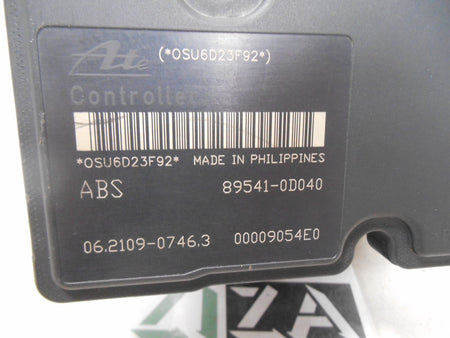 Ate (*OSU6D23F92*)
Controller
*OSU6D23F92* MADE IN PHILIPPINES
ABS 89541-0D040
06.2109-0746.3 00009054E0